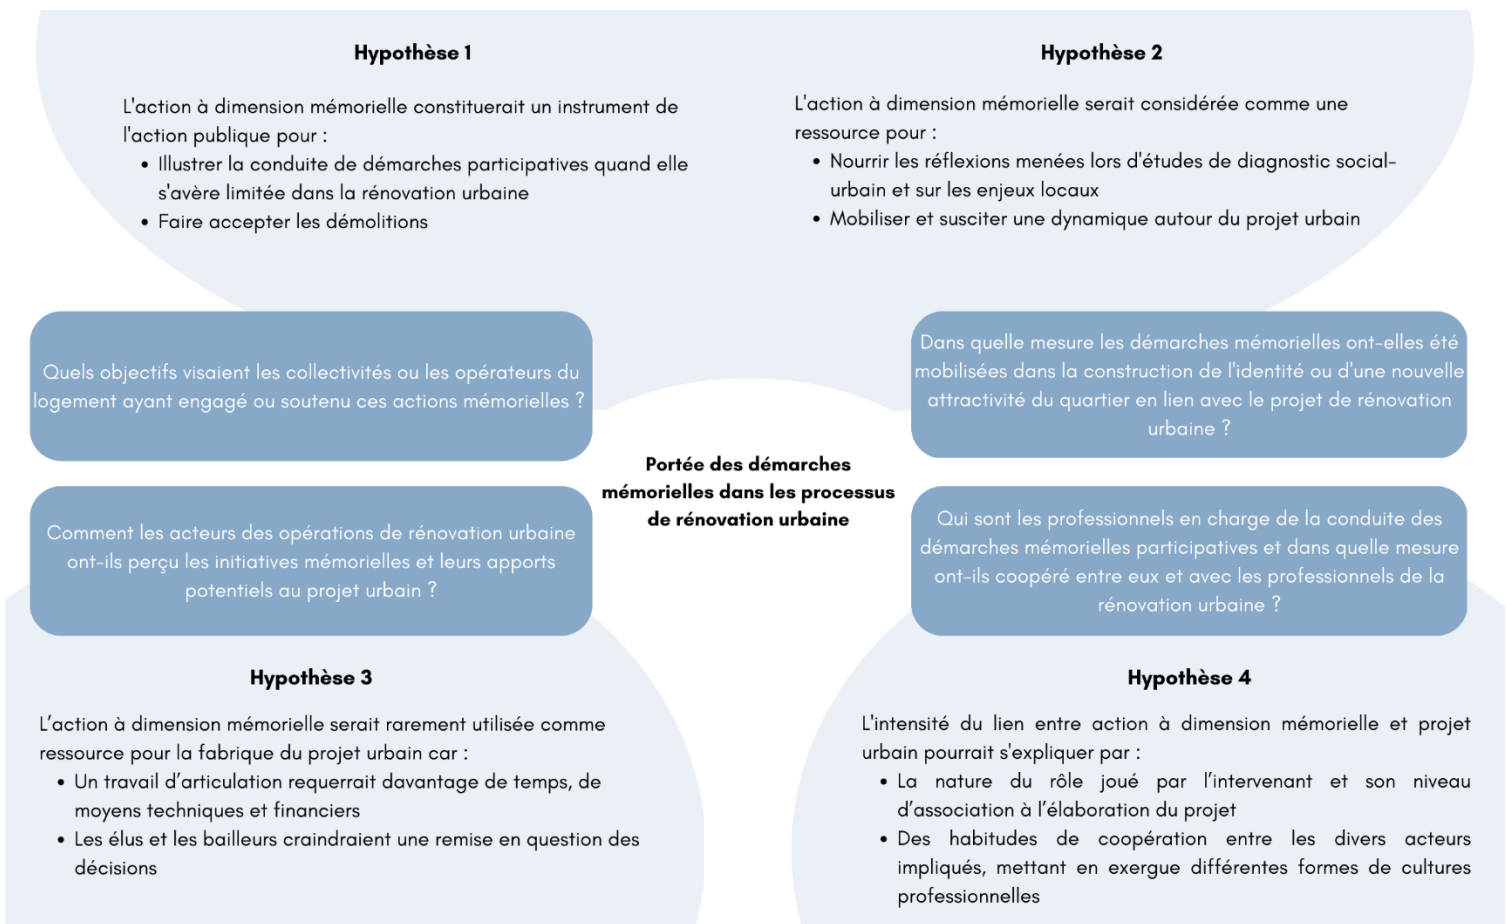 Hypothèse 1
L'action à dimension mémorielle constituerait un instrument de
l'action publique pour :
• Illustrer la conduite de démarches participatives quand elle
s'avère limitée dans la rénovation urbaine
• Faire accepter les démolitions
Hypothèse 2
L'action à dimension mémorielle serait considérée comme une
ressource pour :
• Nourrir les réflexions menées lors d'études de diagnostic social-
urbain et sur les enjeux locaux
• Mobiliser et susciter une dynamique autour du projet urbain
Quels objectifs visaient les collectivités ou les opérateurs du
logement ayant engagé ou soutenu ces actions mémorielles ?
Dans quelle mesure les démarches mémorielles ont-elles été
mobilisées dans la construction de l'identité ou d'une nouvelle
attractivité du quartier en lien avec le projet de rénovation
urbaine ?
Portée des démarches
mémorielles dans les processus
de rénovation urbaine
Comment les acteurs des opérations de rénovation urbaine
ont-ils perçu les initiatives mémorielles et leurs apports
potentiels au projet urbain ?
Qui sont les professionnels en charge de la conduite des
démarches mémorielles participatives et dans quelle mesure
ont-ils coopéré entre eux et avec les professionnels de la
rénovation urbaine ?
Hypothèse 3
L’action à dimension mémorielle serait rarement utilisée comme
ressource pour la fabrique du projet urbain car :
• Un travail d’articulation requerrait davantage de temps, de
moyens techniques et financiers
• Les élus et les bailleurs craindraient une remise en question des
décisions
Hypothèse 4
L'intensité du lien entre action à dimension mémorielle et projet
urbain pourrait s'expliquer par :
• La nature du rôle joué par l’intervenant et son niveau
d’association à l’élaboration du projet
• Des habitudes de coopération entre les divers acteurs
impliqués, mettant en exergue différentes formes de cultures
professionnelles